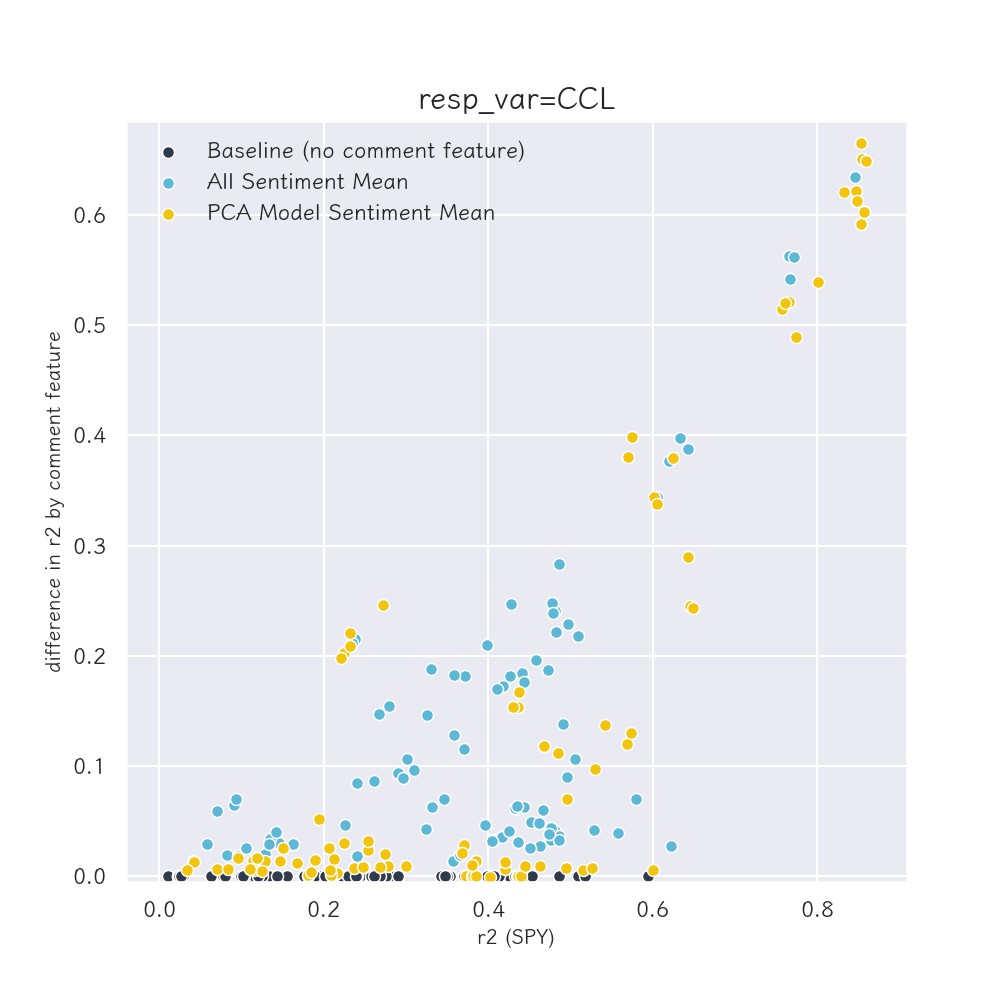 resp_var=CCL
Baseline (no comment feature)
All Sentiment Mean
PCA Model Sentiment Mean
difference in r2 by comment feature
0.6
0.5
0.4
0.3
0.2
0.1
0.0
0.0 0.2 0.4 0.6 0.8
r2 (SPY)